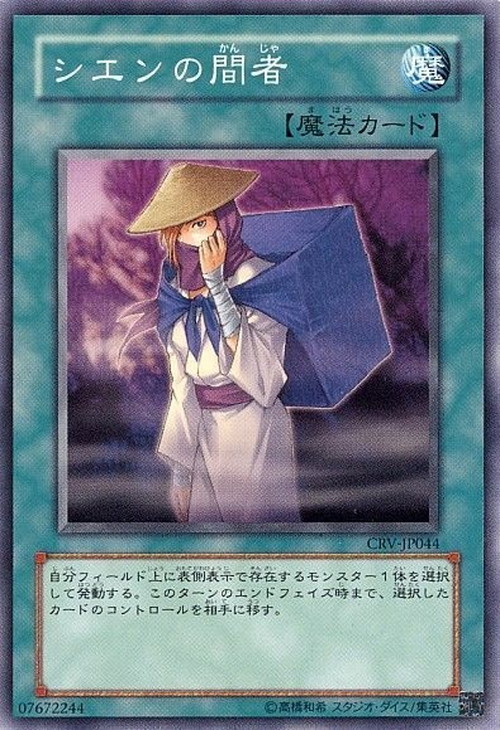 シエンの間者
魔
【魔法カード】
CRV-JP044
自分フィールド上に表側表示で存在するモンスター1体を選択
して発動する。このターンのエンドフェイズ時まで、選択した
カードのコントロールを相手に移す。
07672244 ©高橋和希 スタジオ・ダイス/集英社